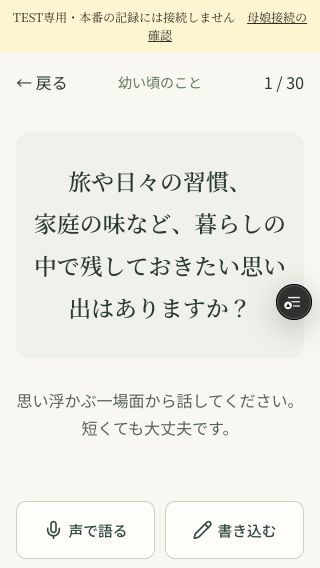 TEST専用・本番の記録には接続しません　母娘接続の
確認
← 戻る
幼い頃のこと
1 / 30
旅や日々の習慣、
家庭の味など、暮らしの
中で残しておきたい思い
出はありますか？
思い浮かぶ一場面から話してください。
短くても大丈夫です。
声で語る
書き込む